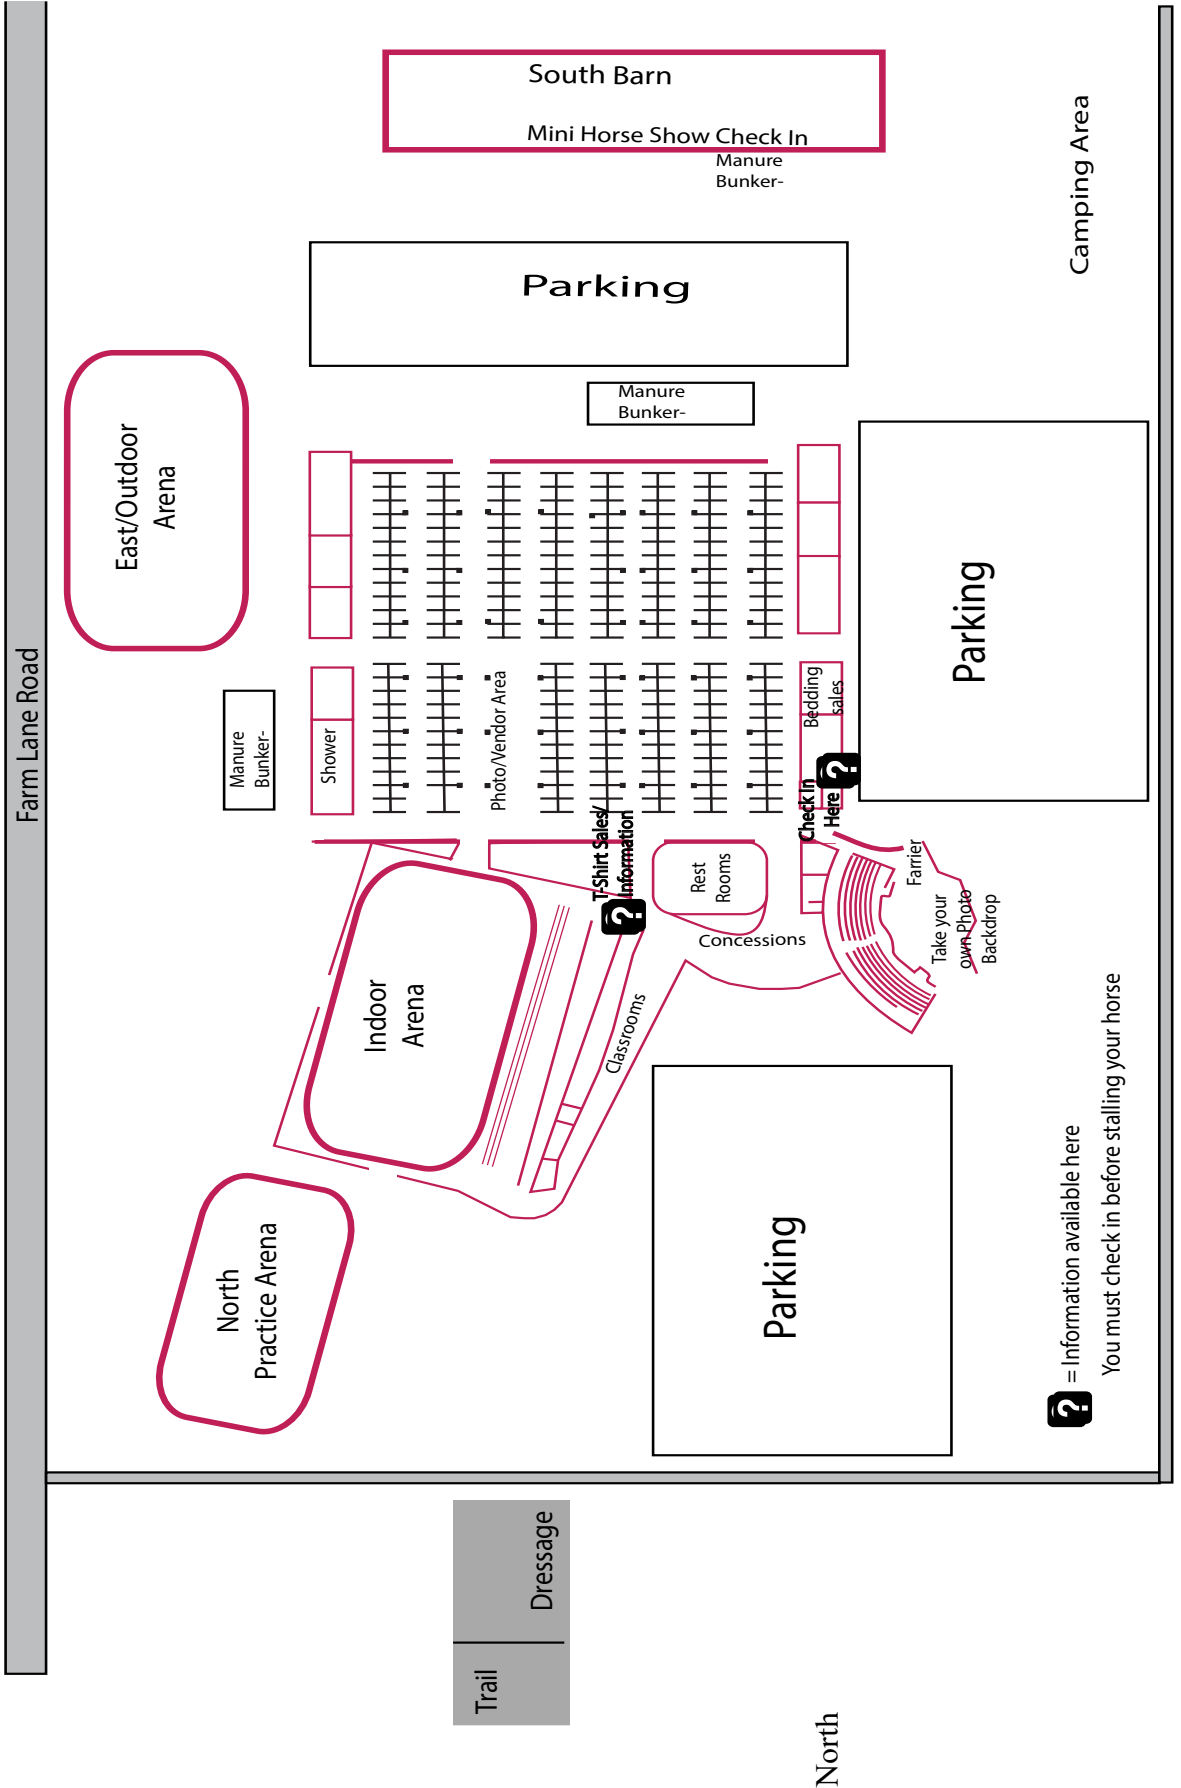 Farm Lane Road
South Barn
Mini Horse Show Check In
Manure
Bunker-
Camping Area
Parking
Manure
Bunker-
East/Outdoor
Arena
Parking
Manure
Bunker-
Shower
Photo/Vendor Area
Bedding
sales
Check In
Here
?
T-Shirt Sales/
Information
?
Rest
Rooms
Concessions
Farrier
Take your
own Photo
Backdrop
Indoor
Arena
Classrooms
North
Practice Arena
Parking
? = Information available here
You must check in before stalling your horse
Trail
Dressage
North